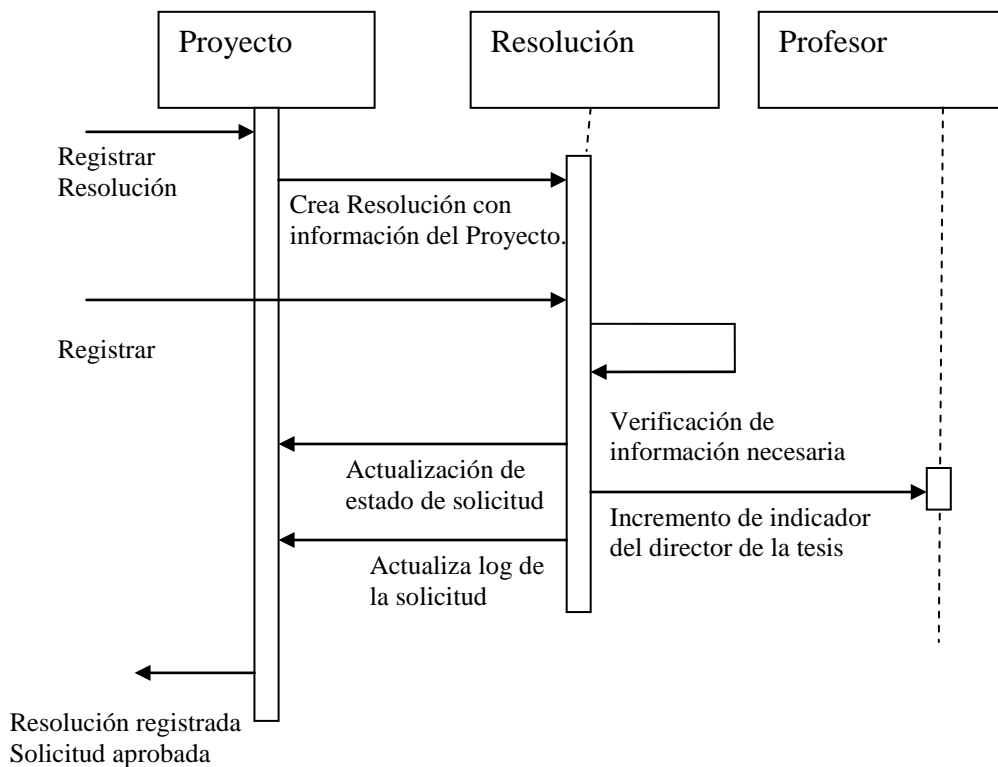 Proyecto
Resolución
Profesor
Registrar
Resolución
Crea Resolución con
información del Proyecto.
Registrar
Verificación de
información necesaria
Actualización de
estado de solicitud
Incremento de indicador
del director de la tesis
Actualiza log de
la solicitud
Resolución registrada
Solicitud aprobada